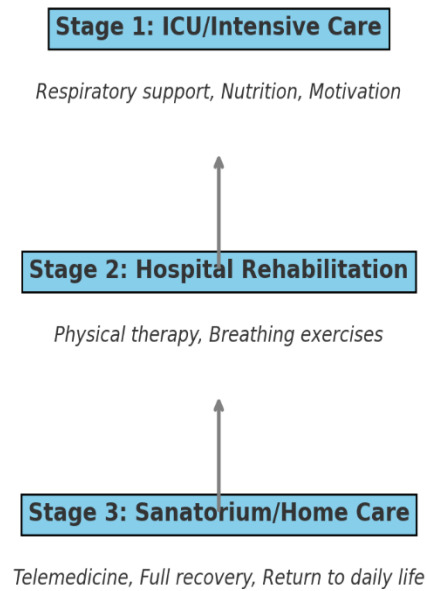 Stage 1: ICU/Intensive Care
Respiratory support, Nutrition, Motivation
Stage 2: Hospital Rehabilitation
Physical therapy, Breathing exercises
Stage 3: Sanatorium/Home Care
Telemedicine, Full recovery, Return to daily life